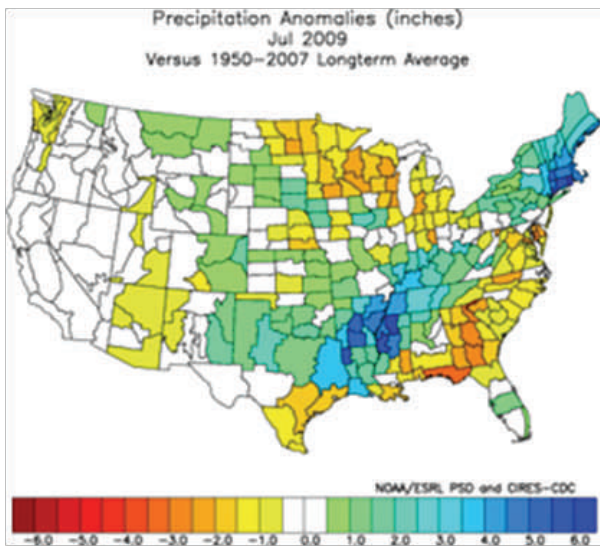 Precipitation Anomalies (inches)
Jul 2009
Versus 1950-2007 Longterm Average
NOAA/ESRL PSD and CIRES-CDC
-6.0 -5.0 -4.0 -3.0 -2.0 -1.0 0.0 1.0 2.0 3.0 4.0 5.0 6.0